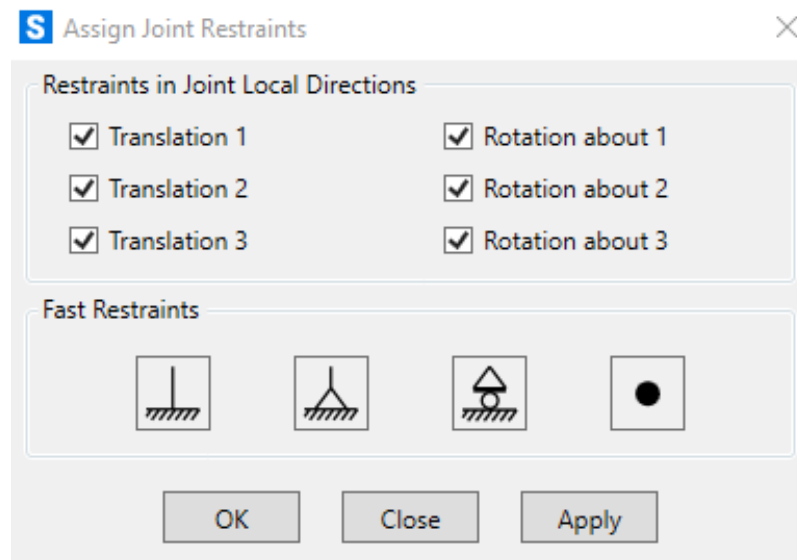 S Assign Joint Restraints
Restraints in Joint Local Directions
Translation 1 Rotation about 1
Translation 2 Rotation about 2
Translation 3 Rotation about 3
Fast Restraints
OK Close Apply